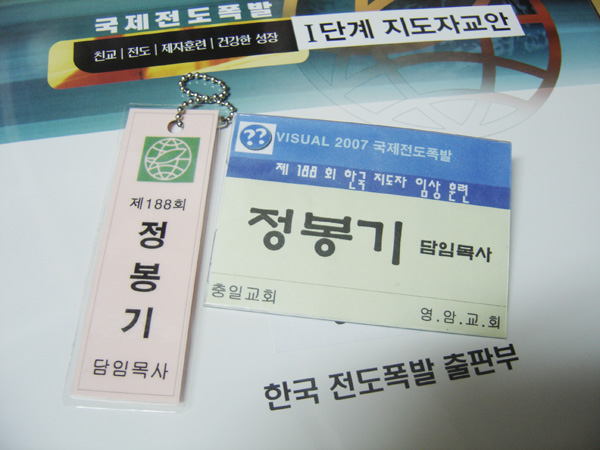 국제전도폭발
친교 | 전도 | 제자훈련 | 건강한 성장
I단계 지도자교안
제188회
정봉기
담임목사
??
VISUAL 2007 국제전도폭발
제 188 회 한국 지도자 임상 훈련
정봉기 담임목사
충일교회
영.암.교.회
한국 전도폭발 출판부